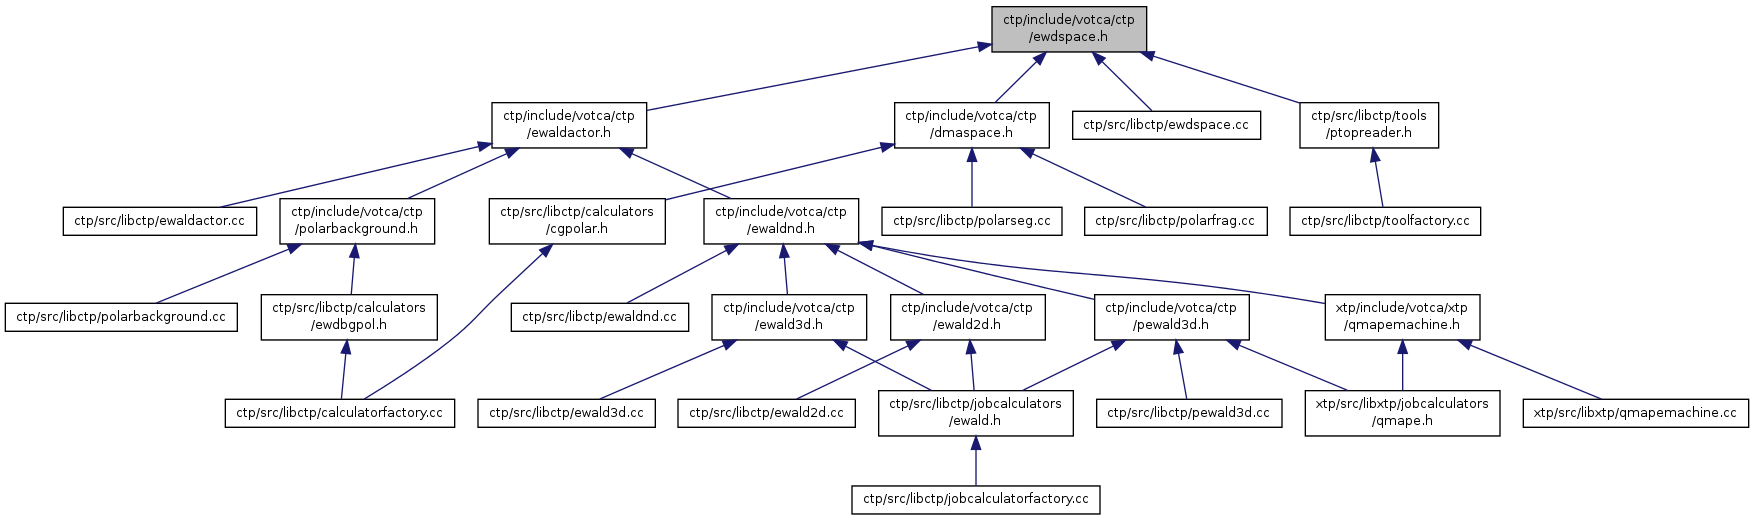 ctp/include/votca/ctp
/ewdspace.h
ctp/include/votca/ctp
/ewaldactor.h
ctp/include/votca/ctp
/dmaspace.h
ctp/src/libctp/ewdspace.cc
ctp/src/libctp/tools
/ptopreader.h
ctp/src/libctp/ewaldactor.cc
ctp/include/votca/ctp
/polarbackground.h
ctp/src/libctp/calculators
/cgpolar.h
ctp/include/votca/ctp
/ewaldnd.h
ctp/src/libctp/polarseg.cc
ctp/src/libctp/polarfrag.cc
ctp/src/libctp/toolfactory.cc
ctp/src/libctp/polarbackground.cc
ctp/src/libctp/calculators
/ewdbgpol.h
ctp/src/libctp/ewaldnd.cc
ctp/include/votca/ctp
/ewald3d.h
ctp/include/votca/ctp
/ewald2d.h
ctp/include/votca/ctp
/pewald3d.h
xtp/include/votca/xtp
/qmapemachine.h
ctp/src/libctp/calculatorfactory.cc
ctp/src/libctp/ewald3d.cc
ctp/src/libctp/ewald2d.cc
ctp/src/libctp/jobcalculators
/ewald.h
ctp/src/libctp/pewald3d.cc
xtp/src/libxtp/jobcalculators
/qmape.h
xtp/src/libxtp/qmapemachine.cc
ctp/src/libctp/jobcalculatorfactory.cc